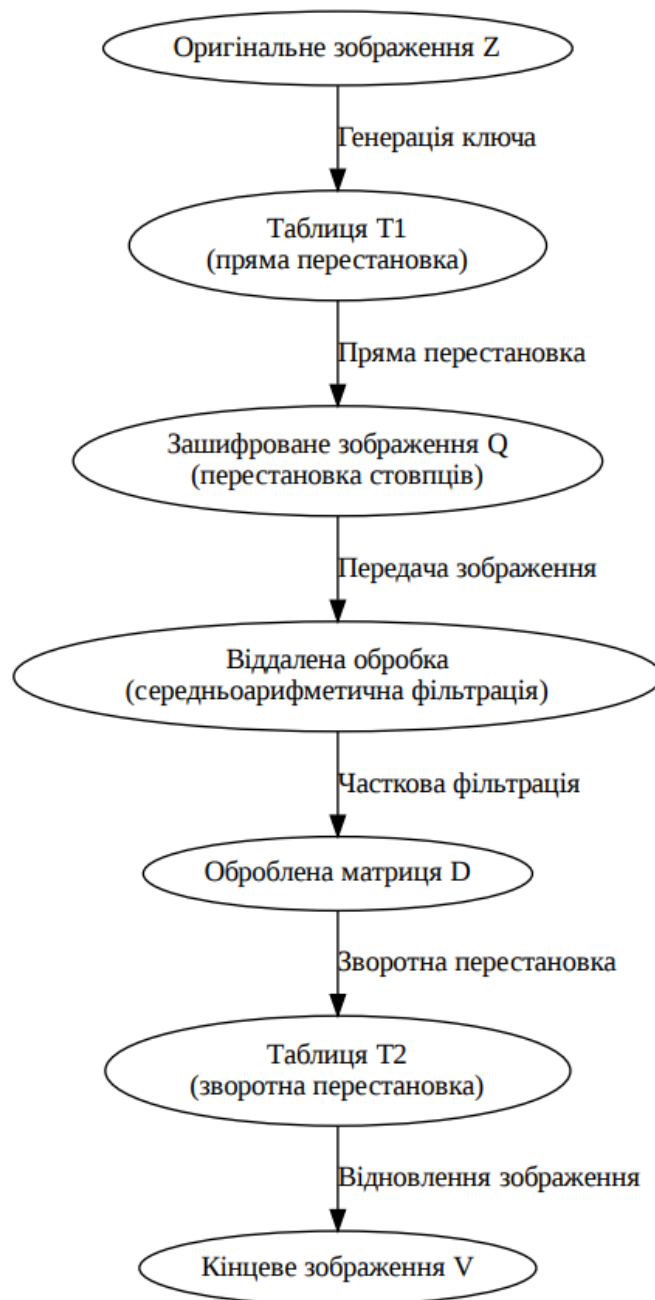 Оригінальне зображення Z
Генерація ключа
Таблиця T1
(пряма перестановка)
Пряма перестановка
Зашифроване зображення Q
(перестановка стовпців)
Передача зображення
Віддалена обробка
(середньоарифметична фільтрація)
Часткова фільтрація
Оброблена матриця D
Зворотна перестановка
Таблиця T2
(зворотна перестановка)
Відновлення зображення
Кінцеве зображення V